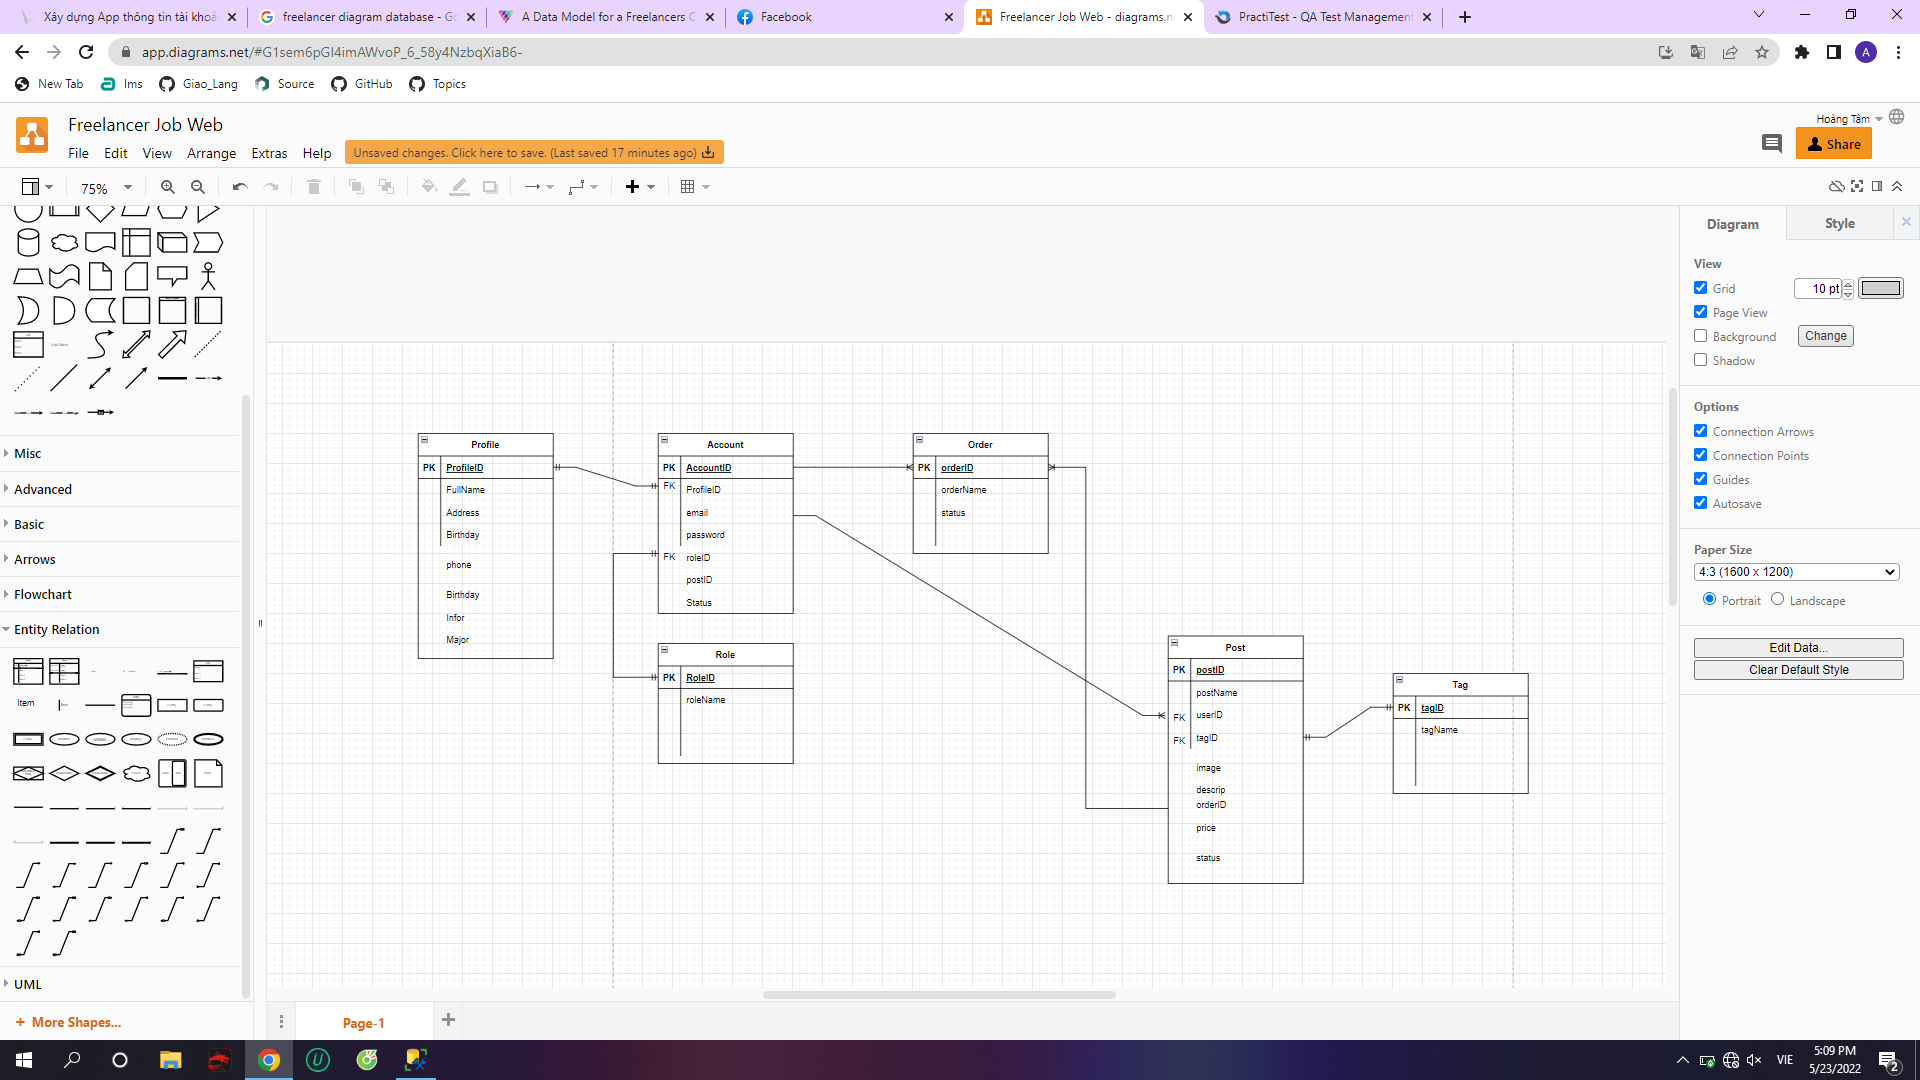 Xây dựng App thông tin tài khoả
freelancer diagram database - Go
A Data Model for a Freelancers C
Facebook
Freelancer Job Web - diagrams.n
PractiTest - QA Test Management
app.diagrams.net/#G1sem6pGl4imAWvoP_6_58y4NzbqXiaB6-
A
New Tab
Ims
Giao_Lang
Source
GitHub
Topics
Freelancer Job Web
Hoàng Tâm
File
Edit
View
Arrange
Extras
Help
Unsaved changes. Click here to save. (Last saved 17 minutes ago)
Share
75%
Diagram
Style
View
Grid
10 pt
Page View
Background
Change
Shadow
Options
Connection Arrows
Connection Points
Guides
Autosave
Paper Size
4:3 (1600 x 1200)
Portrait
Landscape
Edit Data...
Clear Default Style
Misc
Advanced
Basic
Arrows
Flowchart
Entity Relation
Item
UML
+ More Shapes...
Profile
PK ProfileID
FullName
Address
Birthday
phone
Birthday
Infor
Major
Account
PK AccountID
FK ProfileID
email
password
FK roleID
postID
Status
Role
PK RoleID
roleName
Order
PK orderID
orderName
status
Post
PK postID
postName
FK userID
FK tagID
image
descrip
orderID
price
status
Tag
PK tagID
tagName
Page-1
VIE
5:09 PM
5/23/2022
2